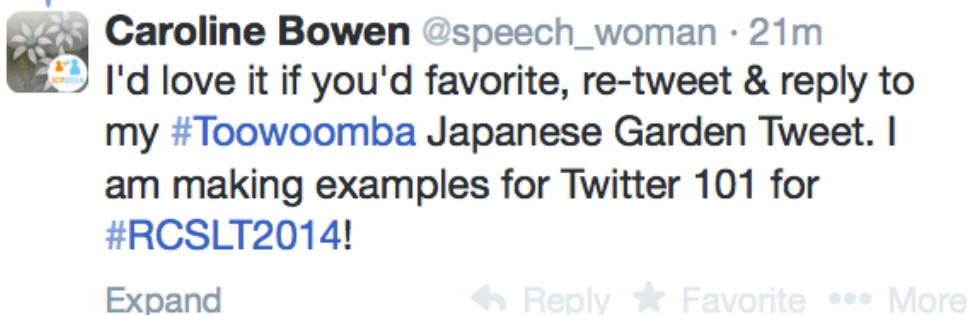 Caroline Bowen @speech_woman · 21m
I'd love it if you'd favorite, re-tweet & reply to
my #Toowoomba Japanese Garden Tweet. I
am making examples for Twitter 101 for
#RCSLT2014!
Expand Reply Favorite More
ICP2014